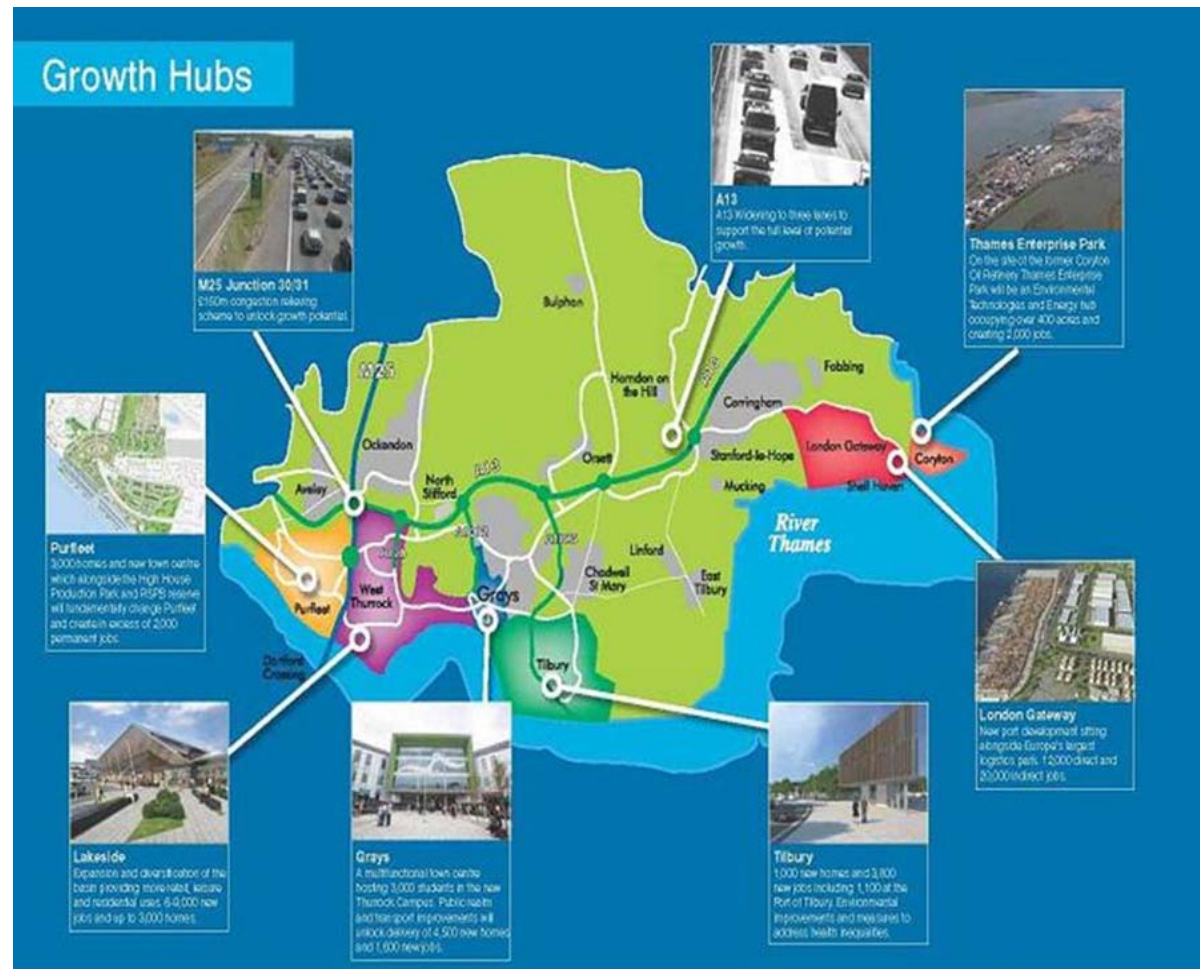 Growth Hubs
M25 Junction 30/31
£150m congestion relieving
scheme to unlock growth potential.
A13
A13 Widening to three lanes to
support the full level of potential
growth.
Thames Enterprise Park
On the site of the former Coryton
Oil Refinery Thames Enterprise
Park will be an Environmental
Technologies and Energy hub
occupying over 400 acres and
creating 2,000 jobs.
Purfleet
3,000 homes and new town centre
which alongside the High House
Production Park and RSPB reserve
will fundamentally change Purfleet
and create in excess of 2,000
permanent jobs.
Bulphan
M25
Horndon on
the Hill
A13
Fobbing
Corringham
Ockendon
Orsett
Stanford-le-Hope
London Gateway
Coryton
Aveley
North
Stifford
A13
Mucking
Shell Haven
River
Thames
Linford
Chadwell
St Mary
East
Tilbury
West
Thurrock
Grays
Purfleet
Tilbury
Dartford
Crossing
London Gateway
New port development sitting
alongside Europe's largest
logistics park. 12,000 direct and
20,000 indirect jobs.
Lakeside
Expansion and diversification of the
basin providing more retail, leisure
and residential uses. 6-9,000 new
jobs and up to 3,000 homes.
Grays
A multifunctional town centre
hosting 3,000 students in the new
Thurrock Campus. Public realm
and transport improvements will
unlock delivery of 4,500 new homes
and 1,600 new jobs.
Tilbury
1,000 new homes and 3,800
new jobs including 1,100 at the
Port of Tilbury. Environmental
improvements and measures to
address health inequalities.